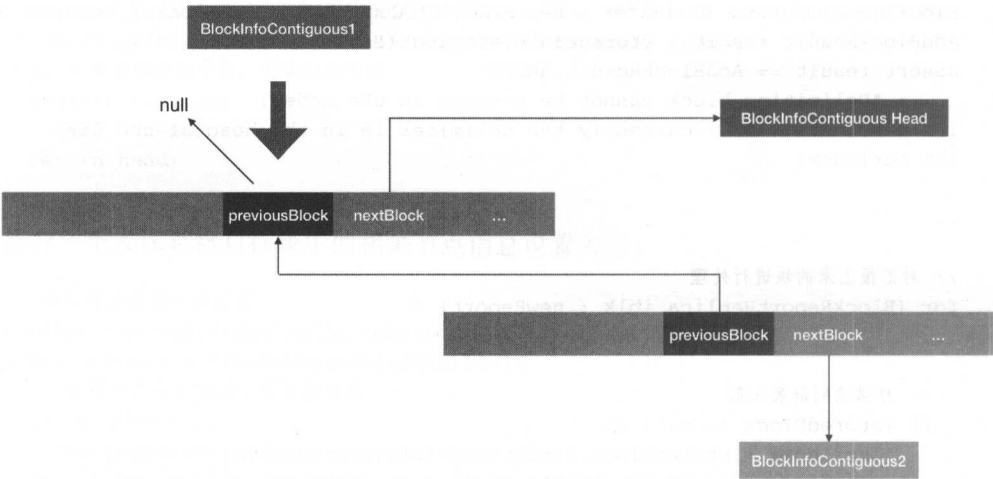 BlockInfoContiguous1
null
BlockInfoContiguous Head
previousBlock nextBlock ...
previousBlock nextBlock ...
BlockInfoContiguous2